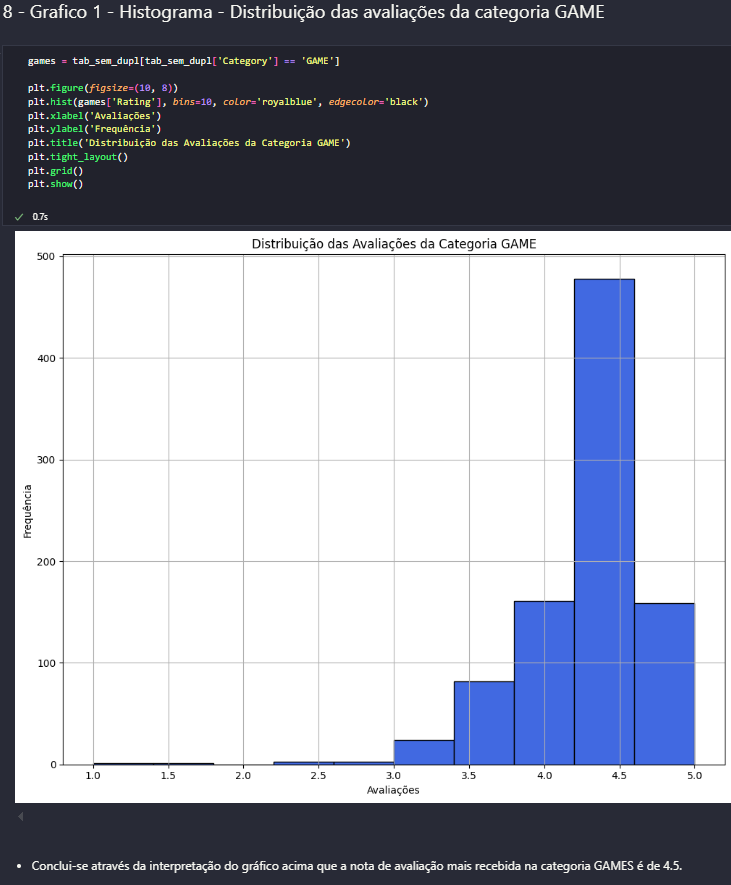 8 - Grafico 1 - Histograma - Distribuição das avaliações da categoria GAME
games = tab_sem_dupl[tab_sem_dupl['Category'] == 'GAME']
plt.figure(figsize=(10, 8))
plt.hist(games['Rating'], bins=10, color='royalblue', edgecolor='black')
plt.xlabel('Avaliações')
plt.ylabel('Frequência')
plt.title('Distribuição das Avaliações da Categoria GAME')
plt.tight_layout()
plt.grid()
plt.show()
0.7s
Distribuição das Avaliações da Categoria GAME
500
400
300
200
100
0
Frequência
1.0 1.5 2.0 2.5 3.0 3.5 4.0 4.5 5.0
Avaliações
• Conclui-se através da interpretação do gráfico acima que a nota de avaliação mais recebida na categoria GAMES é de 4.5.